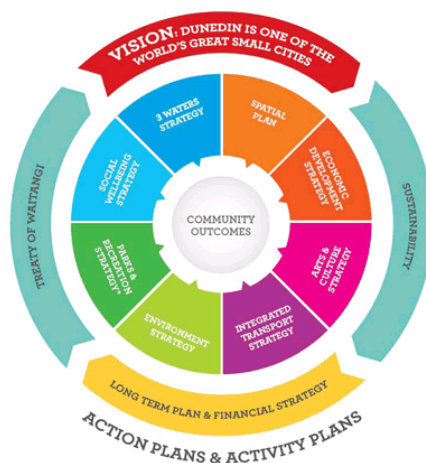 VISION: DUNEDIN IS ONE OF THE
WORLD'S GREAT SMALL CITIES
3 WATERS
STRATEGY
SPATIAL
PLAN
SOCIAL
WELLBEING
STRATEGY
ECONOMIC
DEVELOPMENT
STRATEGY
TREATY OF WAITANGI
COMMUNITY
OUTCOMES
SUSTAINABILITY
PARKS &
RECREATION
STRATEGY*
ARTS &
CULTURE
STRATEGY
ENVIRONMENT
STRATEGY
INTEGRATED
TRANSPORT
STRATEGY
LONG TERM PLAN & FINANCIAL STRATEGY
ACTION PLANS & ACTIVITY PLANS